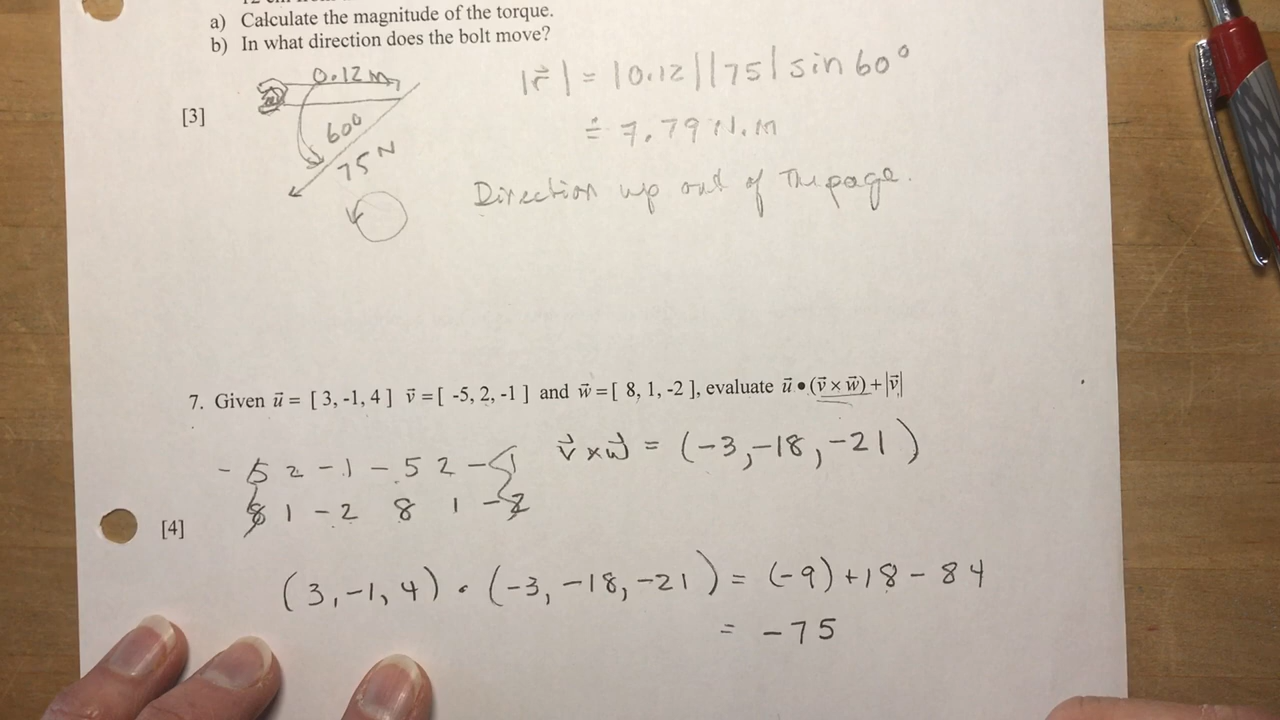 a) Calculate the magnitude of the torque.
b) In what direction does the bolt move?
[3]
0.12m
60°
75N
|r⃗| = |0.12||75| sin 60°
≐ 7.79 N.m
Direction up out of the page.
7. Given u⃗ = [ 3, -1, 4 ] v⃗ = [ -5, 2, -1 ] and w⃗ = [ 8, 1, -2 ], evaluate u⃗ • (v⃗ × w⃗) + |v⃗|
-5 2 -1 -5 2 -1
8 1 -2 8 1 -2
v⃗ × w⃗ = (-3, -18, -21)
[4]
(3, -1, 4) • (-3, -18, -21) = (-9) + 18 - 84
= -75